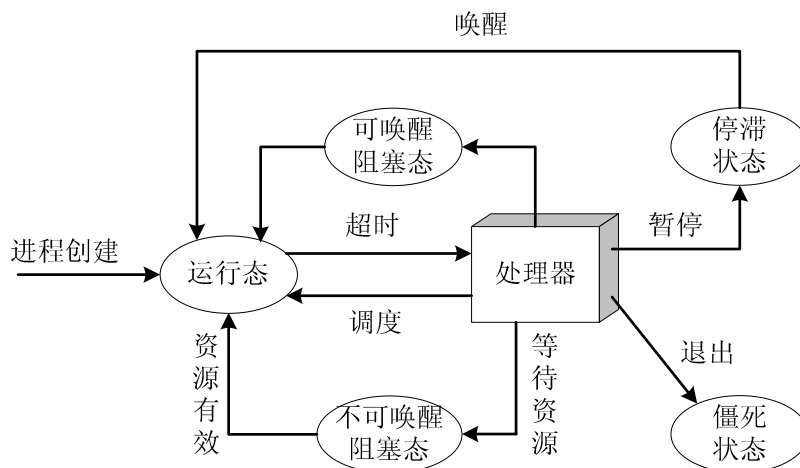 唤醒
可唤醒
阻塞态
停滞
状态
进程创建
运行态
超时
处理器
暂停
调度
资源有效
等待资源
退出
不可唤醒
阻塞态
僵死
状态